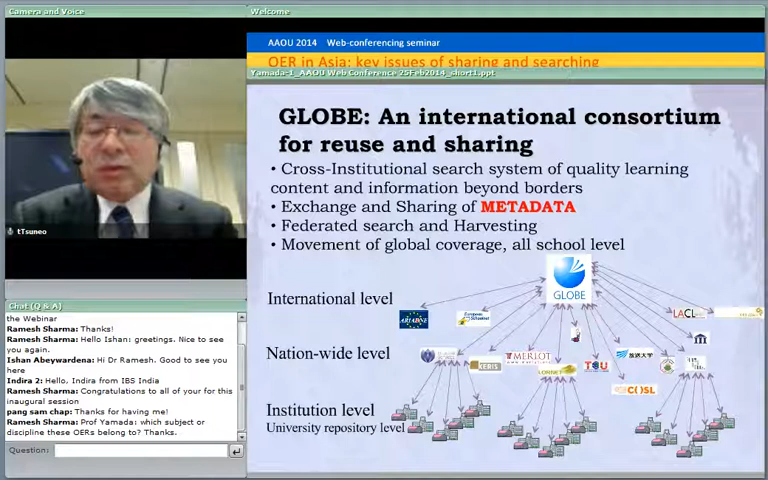 Camera and Voice
tTsuneo
Chat (Q & A)
the Webinar
Ramesh Sharma: Thanks!
Ramesh Sharma: Hello Ishan: greetings. Nice to see
you again.
Ishan Abeywardena: Hi Dr Ramesh. Good to see you
here
Indira 2: Hello, Indira from IBS India
Ramesh Sharma: Congratulations to all of your for this
inaugural session
pang sam chap: Thanks for having me!
Ramesh Sharma: Prof Yamada: which subject or
discipline these OERs belong to? Thanks.
Question:
Welcome
AAOU 2014 Web-conferencing seminar
OER in Asia: key issues of sharing and searching
Yamada-1_AAOU Web Conference 25Feb2014_short1.ppt
GLOBE: An international consortium
for reuse and sharing
• Cross-Institutional search system of quality learning
content and information beyond borders
• Exchange and Sharing of METADATA
• Federated search and Harvesting
• Movement of global coverage, all school level
GLOBE
International level
ARIADNE
LACL
Nation-wide level
KERIS
MERLOT
放送大学
COSL
Institution level
University repository level